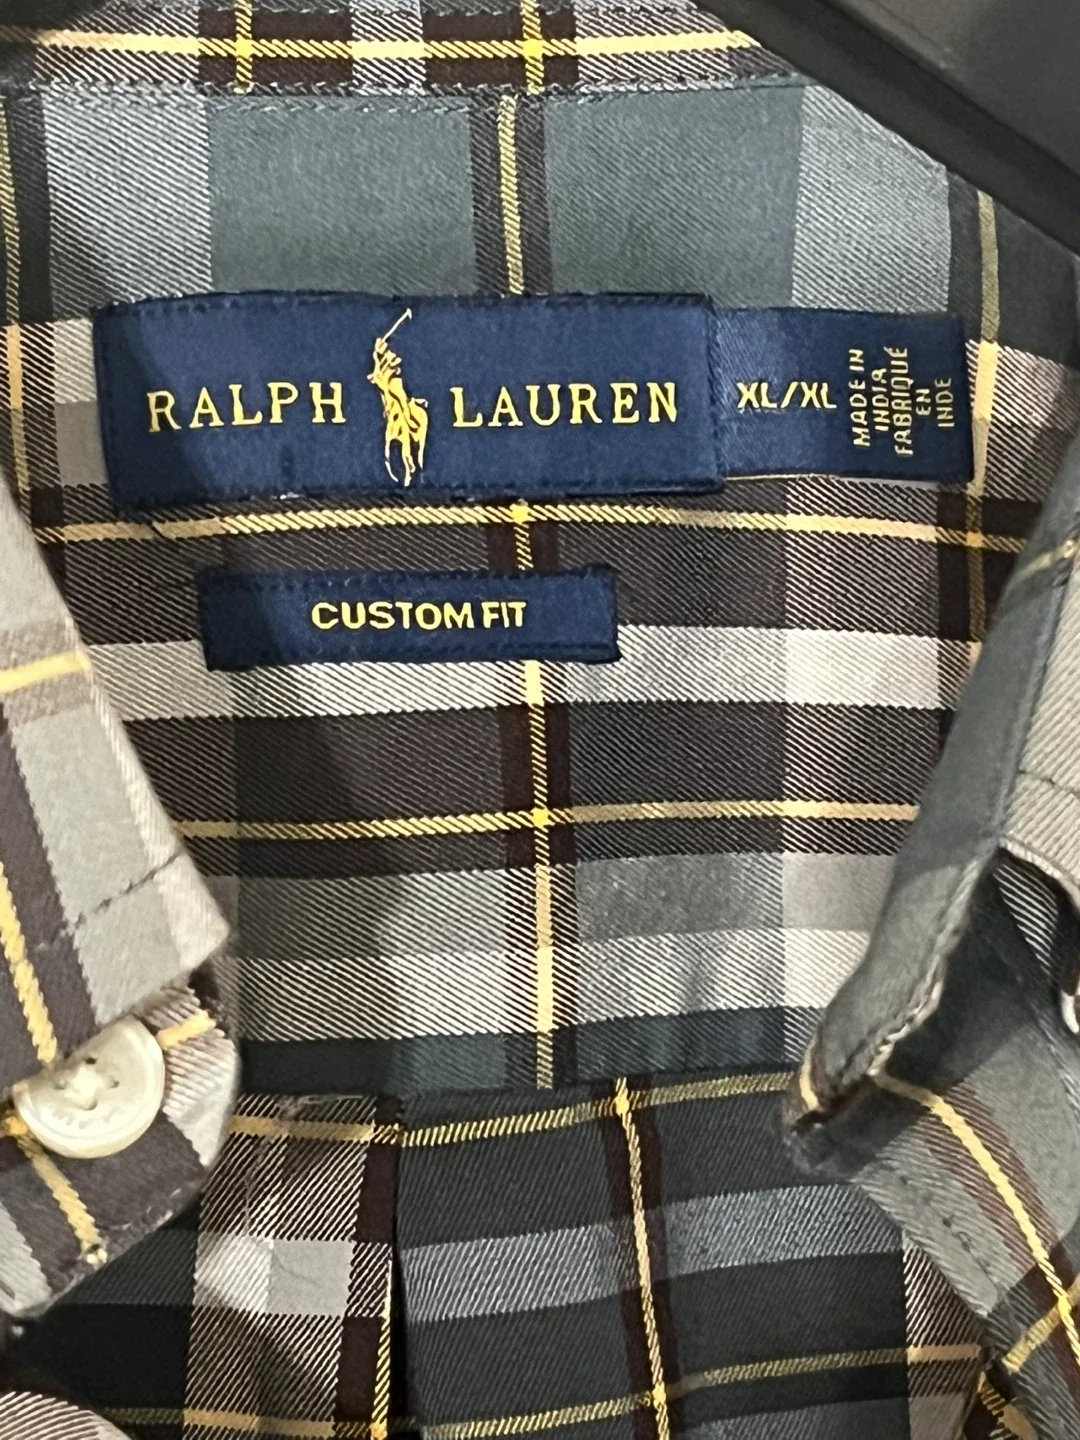 RALPH LAUREN
XL/XL
MADE IN
INDIA
FABRIQUÉ
EN
INDE
CUSTOM FIT